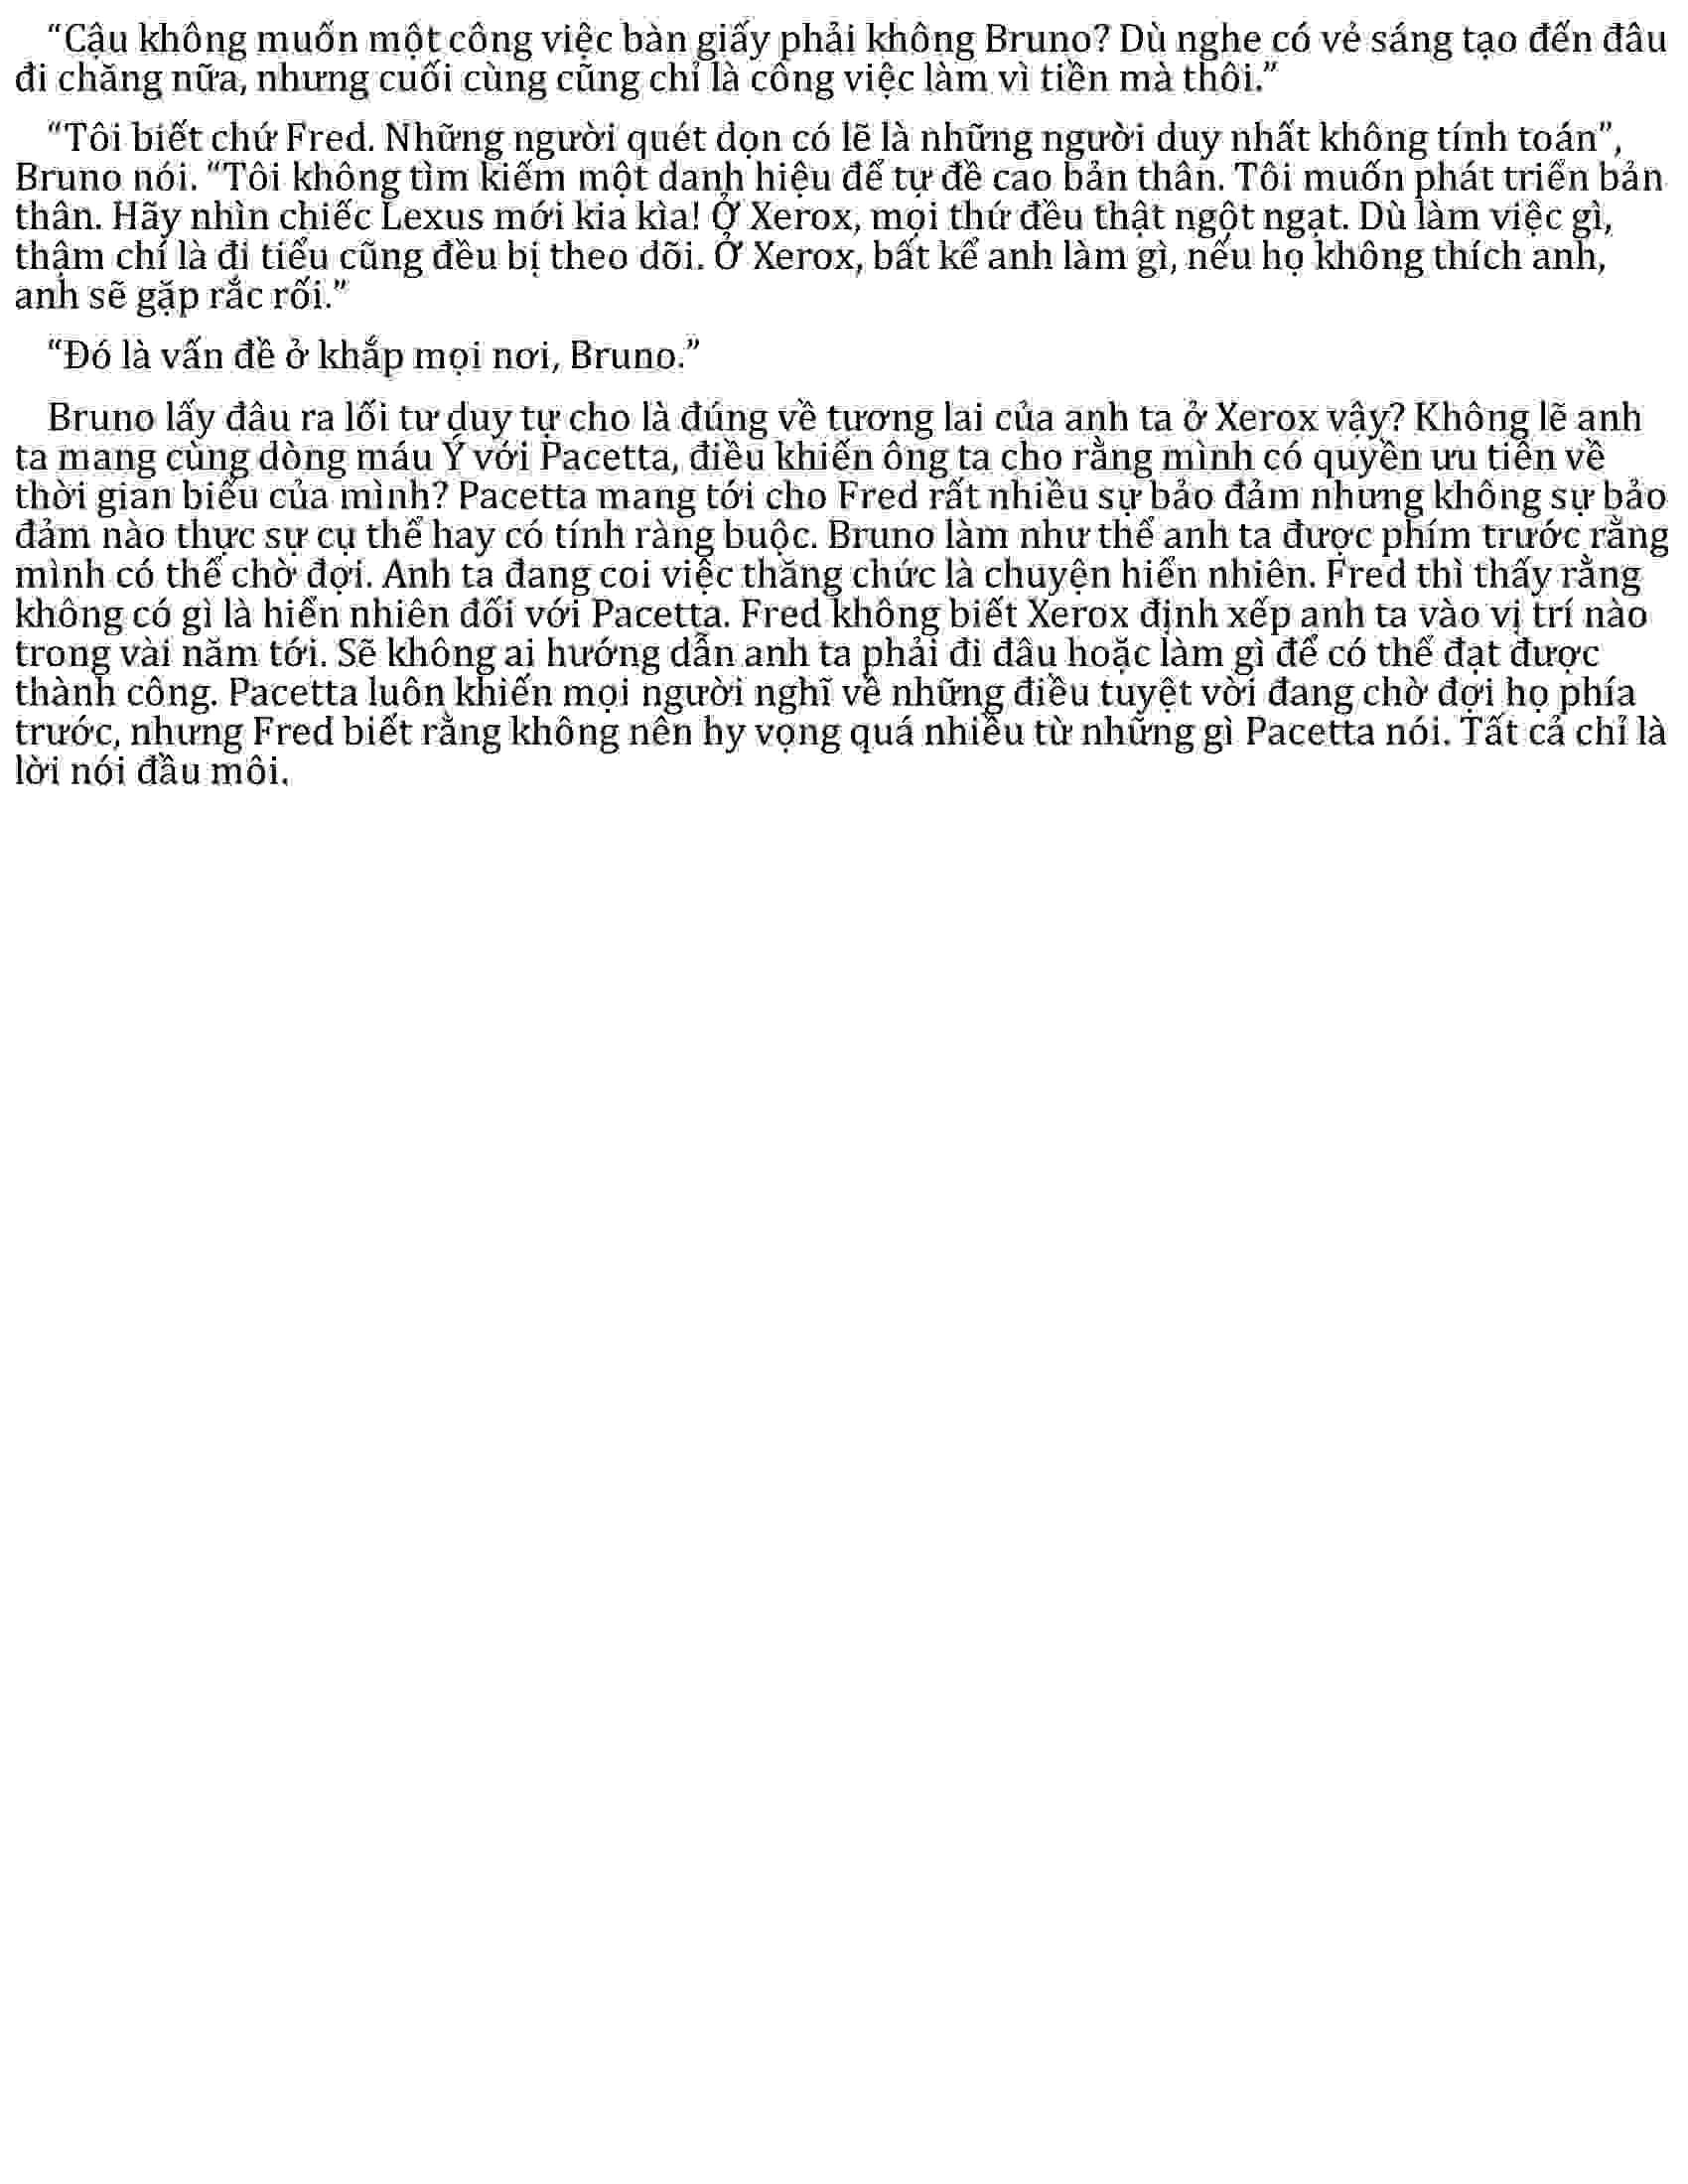 “Cậu không muốn một công việc bàn giấy phải không Bruno? Dù nghe có vẻ sáng tạo đến đâu
đi chăng nữa, nhưng cuối cùng cũng chỉ là công việc làm vì tiền mà thôi.”
“Tôi biết chứ Fred. Những người quét dọn có lẽ là những người duy nhất không tính toán”,
Bruno nói. “Tôi không tìm kiếm một danh hiệu để tự đề cao bản thân. Tôi muốn phát triển bản
thân. Hãy nhìn chiếc Lexus mới kia kìa! Ở Xerox, mọi thứ đều thật ngột ngạt. Dù làm việc gì,
thậm chí là đi tiểu cũng đều bị theo dõi. Ở Xerox, bất kể anh làm gì, nếu họ không thích anh,
anh sẽ gặp rắc rối.”
“Đó là vấn đề ở khắp mọi nơi, Bruno.”
Bruno lấy đâu ra lối tư duy tự cho là đúng về tương lai của anh ta ở Xerox vậy? Không lẽ anh
ta mang cùng dòng máu Ý với Pacetta, điều khiến ông ta cho rằng mình có quyền ưu tiên về
thời gian biểu của mình? Pacetta mang tới cho Fred rất nhiều sự bảo đảm nhưng không sự bảo
đảm nào thực sự cụ thể hay có tính ràng buộc. Bruno làm như thể anh ta được phím trước rằng
mình có thể chờ đợi. Anh ta đang coi việc thăng chức là chuyện hiển nhiên. Fred thì thấy rằng
không có gì là hiển nhiên đối với Pacetta. Fred không biết Xerox định xếp anh ta vào vị trí nào
trong vài năm tới. Sẽ không ai hướng dẫn anh ta phải đi đâu hoặc làm gì để có thể đạt được
thành công. Pacetta luôn khiến mọi người nghĩ về những điều tuyệt vời đang chờ đợi họ phía
trước, nhưng Fred biết rằng không nên hy vọng quá nhiều từ những gì Pacetta nói. Tất cả chỉ là
lời nói đầu môi.